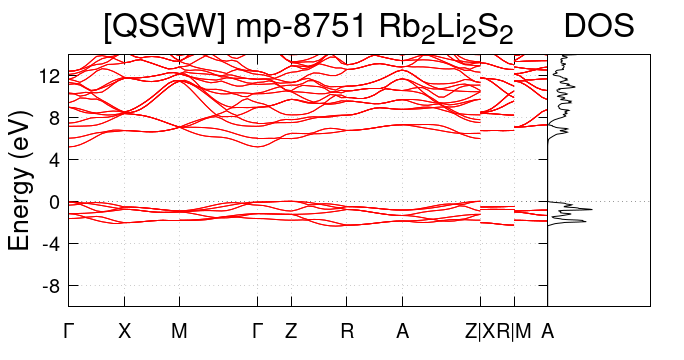 [QSGW] mp-8751 Rb₂Li₂S₂ DOS
Energy (eV)
12
8
4
0
-4
-8
Γ X M Γ Z R A Z|XR|M A